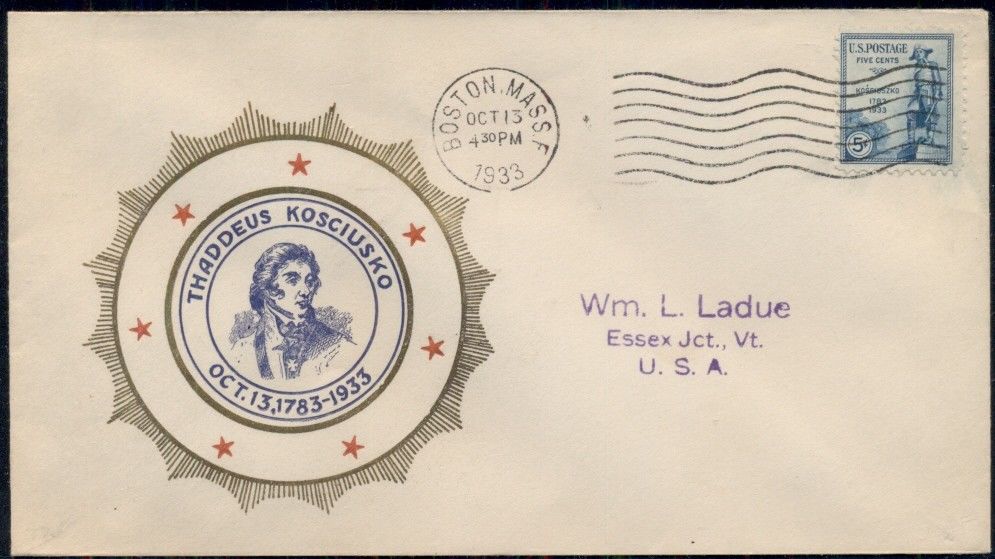 THADDEUS KOSCIUSKO
OCT. 13, 1783-1933
BOSTON, MASS. F
OCT 13
4 30 PM
1933
U.S. POSTAGE
FIVE CENTS
KOSCIUSZKO
1783
1933
5¢
Wm. L. Ladue
Essex Jct., Vt.
U. S. A.